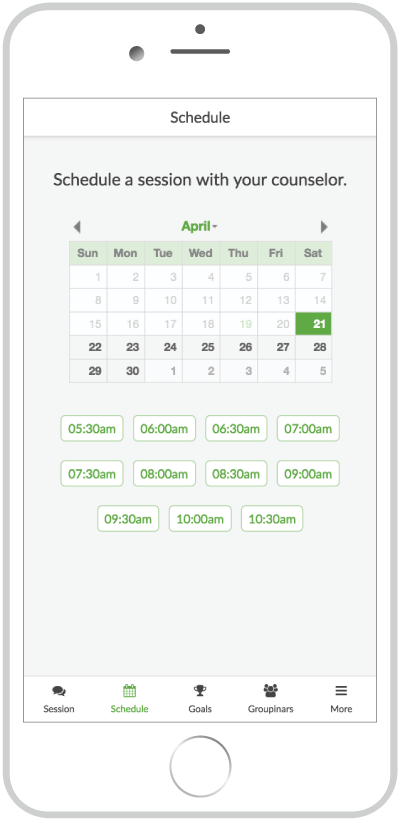 Schedule
Schedule a session with your counselor.
April
Sun Mon Tue Wed Thu Fri Sat
1 2 3 4 5 6 7
8 9 10 11 12 13 14
15 16 17 18 19 20 21
22 23 24 25 26 27 28
29 30 1 2 3 4 5
05:30am 06:00am 06:30am 07:00am
07:30am 08:00am 08:30am 09:00am
09:30am 10:00am 10:30am
Session Schedule Goals Groupinars More